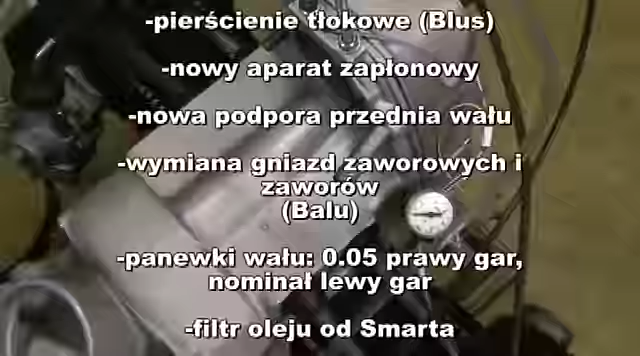 -pierścienie tłokowe (Blus)
-nowy aparat zapłonowy
-nowa podpora przednia wału
-wymiana gniazd zaworowych i
zaworów
(Balu)
-panewki wału: 0.05 prawy gar,
nominał lewy gar
-filtr oleju od Smarta